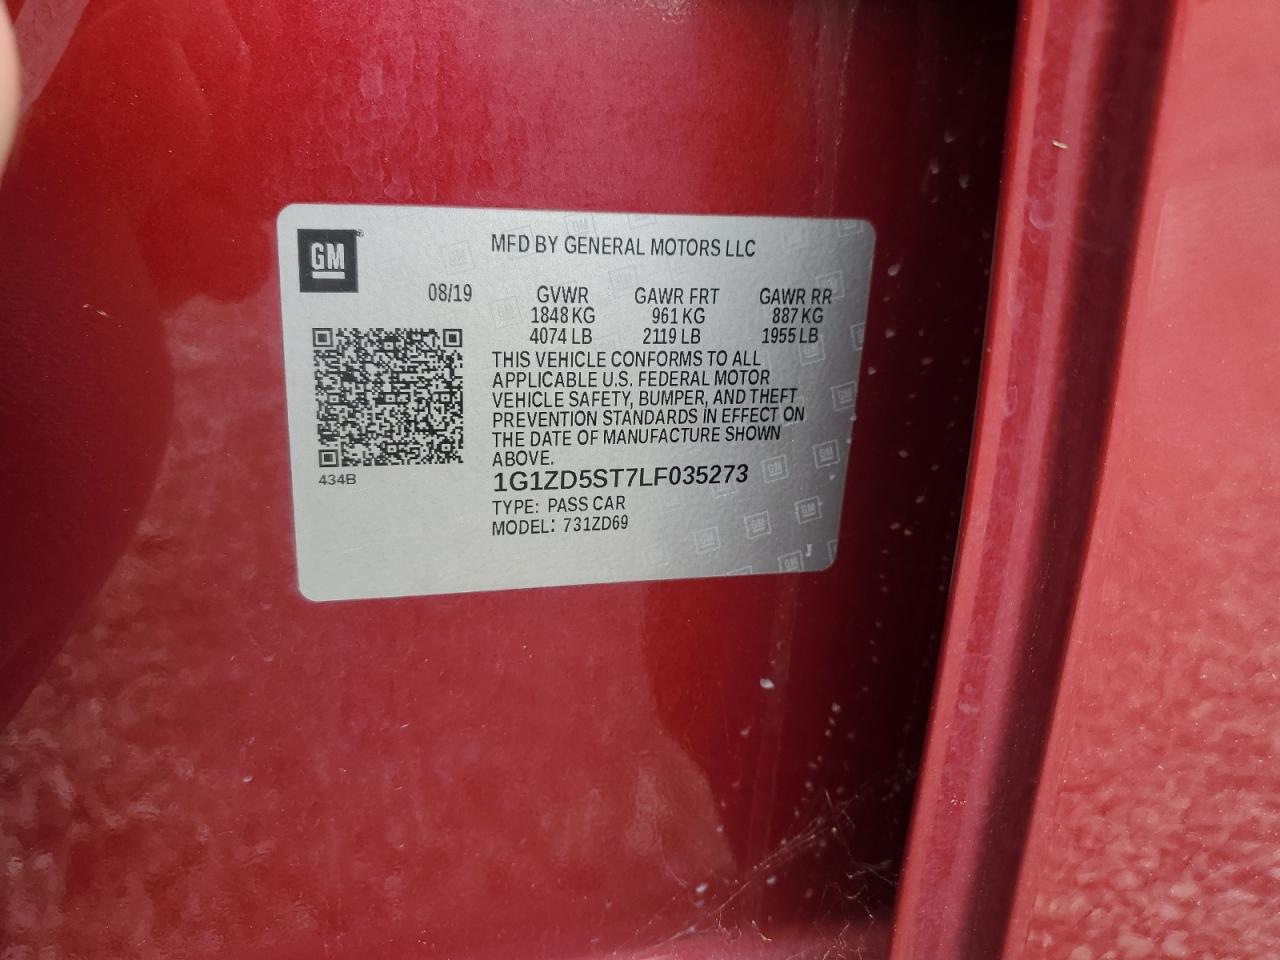 GM
MFD BY GENERAL MOTORS LLC
08/19 GVWR GAWR FRT GAWR RR
1848 KG 961 KG 887 KG
4074 LB 2119 LB 1955 LB
THIS VEHICLE CONFORMS TO ALL
APPLICABLE U.S. FEDERAL MOTOR
VEHICLE SAFETY, BUMPER, AND THEFT
PREVENTION STANDARDS IN EFFECT ON
THE DATE OF MANUFACTURE SHOWN
ABOVE.
434B
1G1ZD5ST7LF035273
TYPE: PASS CAR
MODEL: 731ZD69